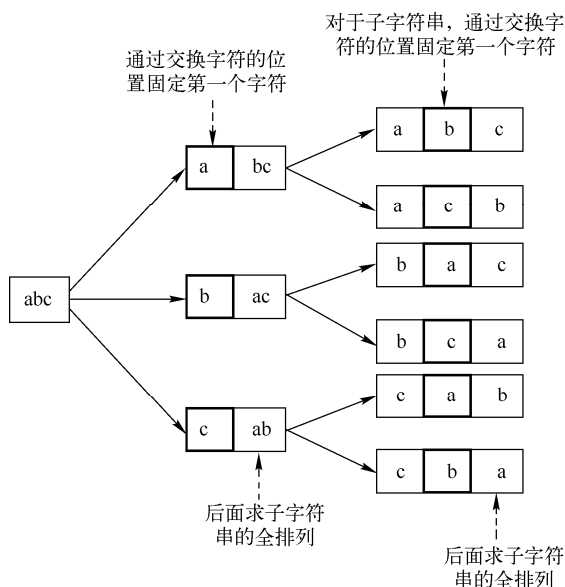 对于子字符串，通过交换字
符的位置固定第一个字符
通过交换字符的位
置固定第一个字符
a b c
a bc
a c b
b a c
abc
b ac
b c a
c a b
c ab
c b a
后面求子字符
串的全排列
后面求子字符
串的全排列